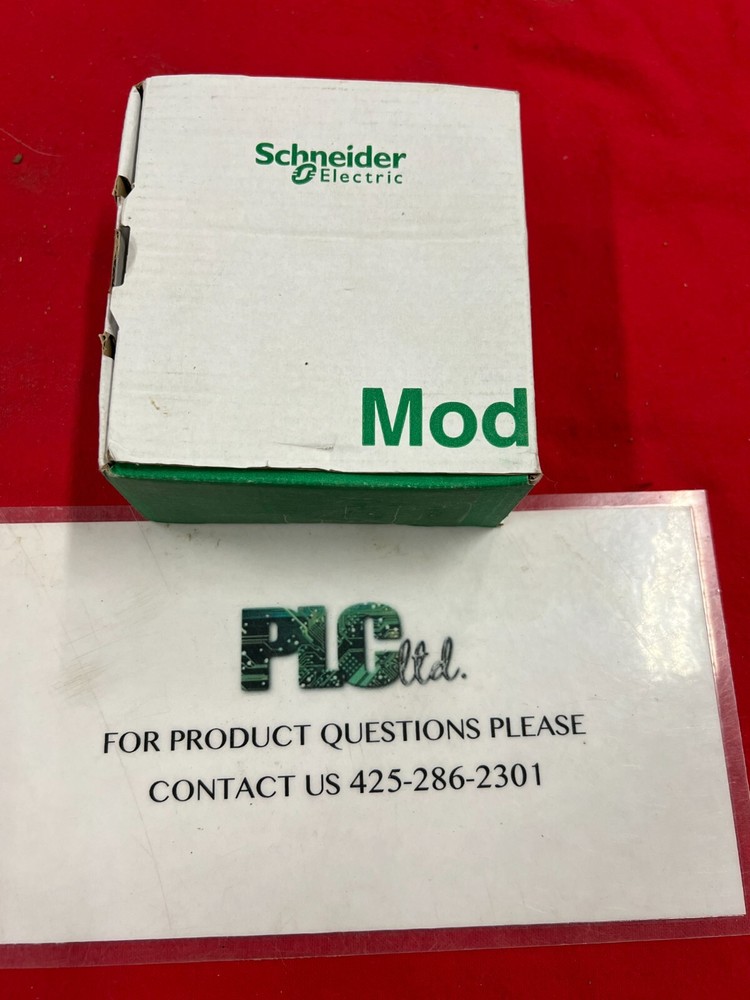 Schneider
Electric
Mod
PLC ltd.
FOR PRODUCT QUESTIONS PLEASE
CONTACT US 425-286-2301